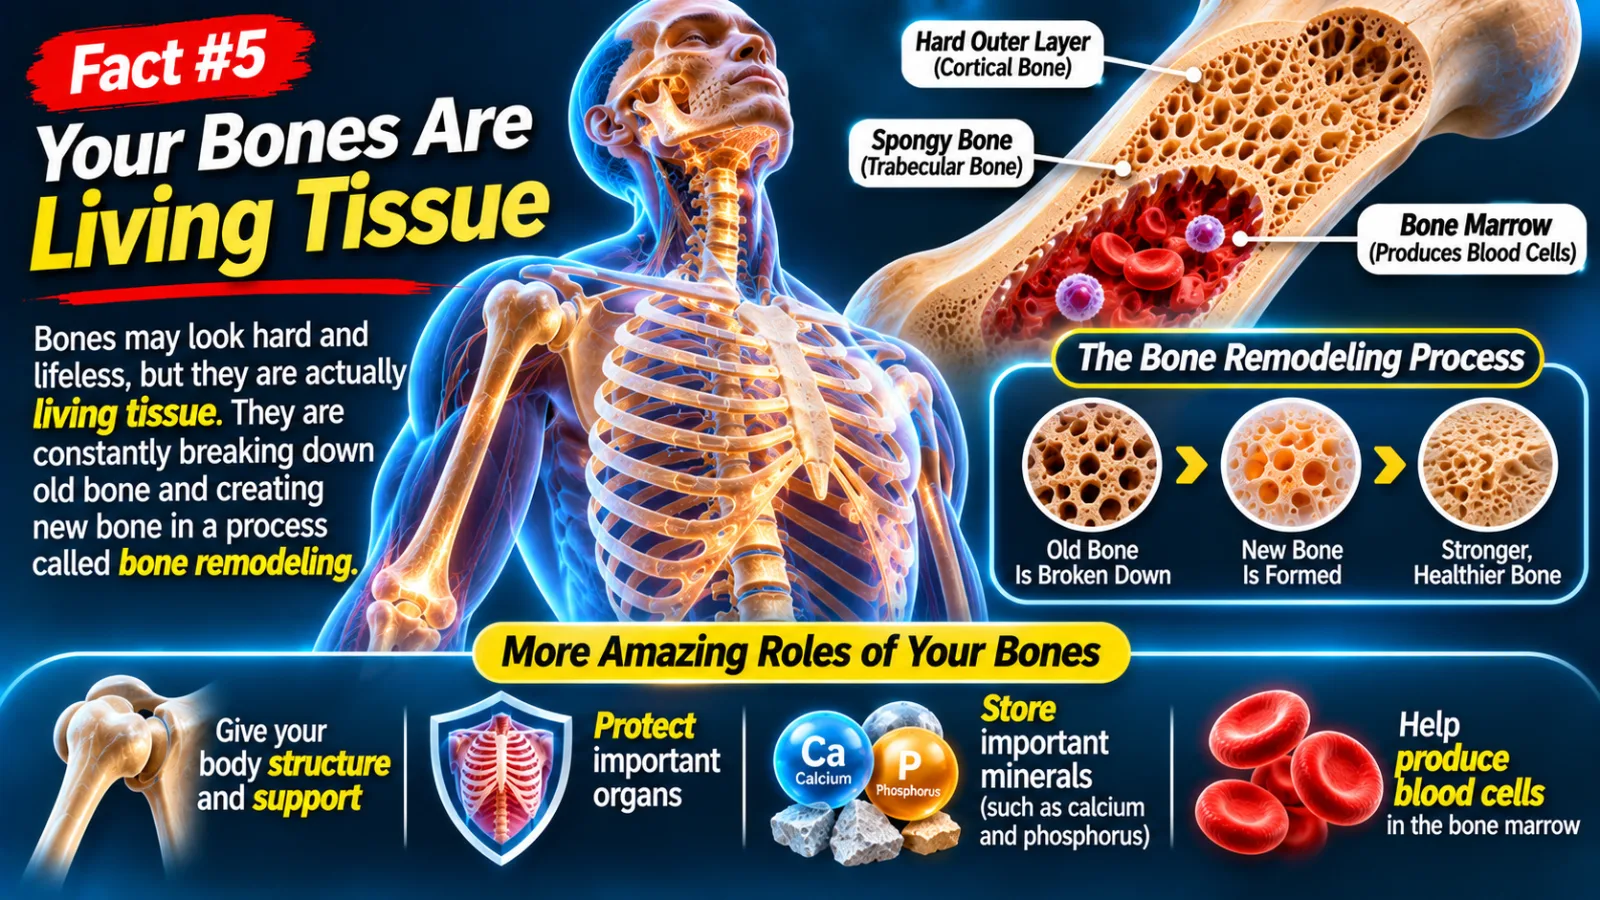 Fact #5
Your Bones Are
Living Tissue
Bones may look hard and
lifeless, but they are actually
living tissue. They are
constantly breaking down
old bone and creating
new bone in a process
called bone remodeling.
Hard Outer Layer
(Cortical Bone)
Spongy Bone
(Trabecular Bone)
Bone Marrow
(Produces Blood Cells)
The Bone Remodeling Process
Old Bone
Is Broken Down
New Bone
Is Formed
Stronger,
Healthier Bone
More Amazing Roles of Your Bones
Give your
body structure
and support
Protect
important
organs
Ca
Calcium
P
Phosphorus
Store
important
minerals
(such as calcium
and phosphorus)
Help
produce
blood cells
in the bone marrow